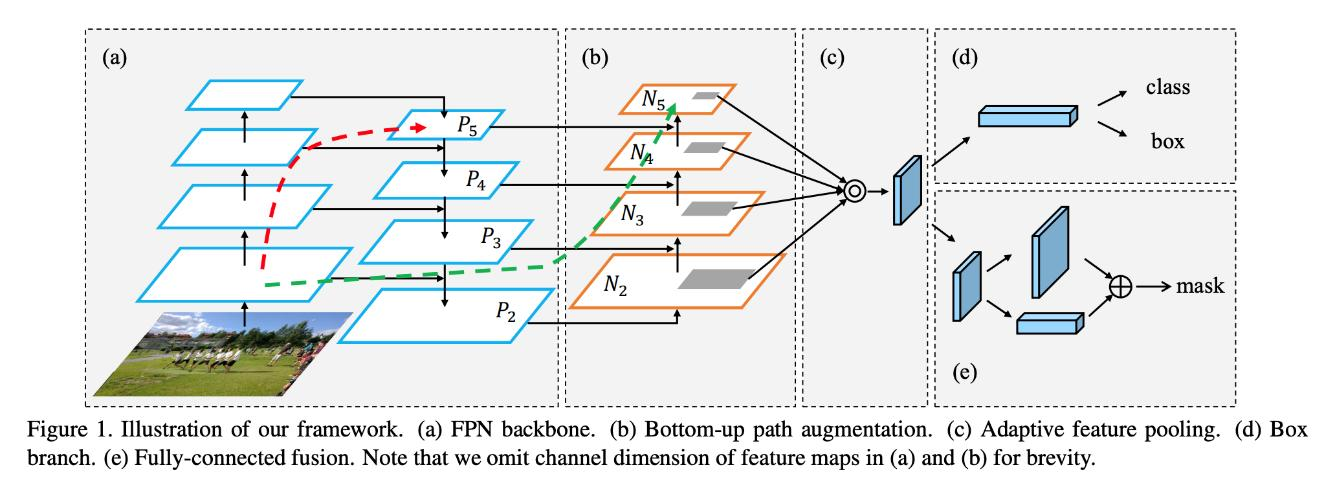 (a)
(b)
(c)
(d)
P5
P4
P3
P2
N5
N4
N3
N2
class
box
mask
(e)
Figure 1. Illustration of our framework. (a) FPN backbone. (b) Bottom-up path augmentation. (c) Adaptive feature pooling. (d) Box
branch. (e) Fully-connected fusion. Note that we omit channel dimension of feature maps in (a) and (b) for brevity.